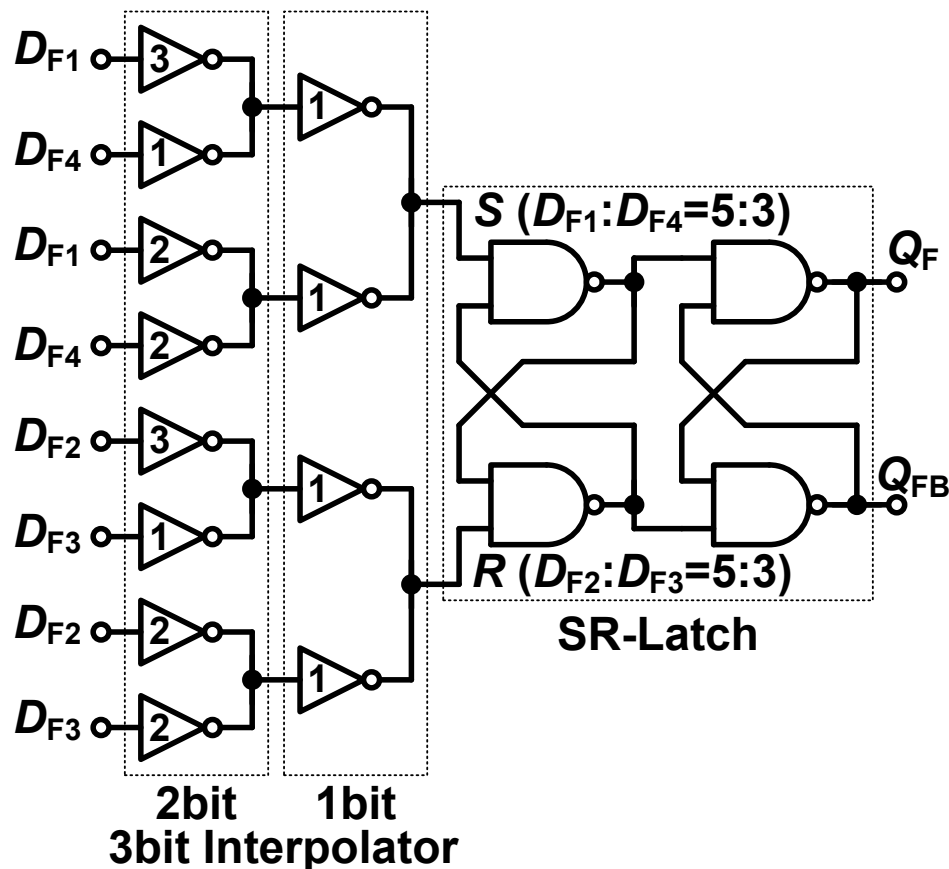 DF1
3
1
DF4
1
S (DF1:DF4=5:3)
DF1
2
QF
1
DF4
2
DF2
3
1
QFB
DF3
1
R (DF2:DF3=5:3)
DF2
2
SR-Latch
1
DF3
2
2bit
1bit
3bit Interpolator